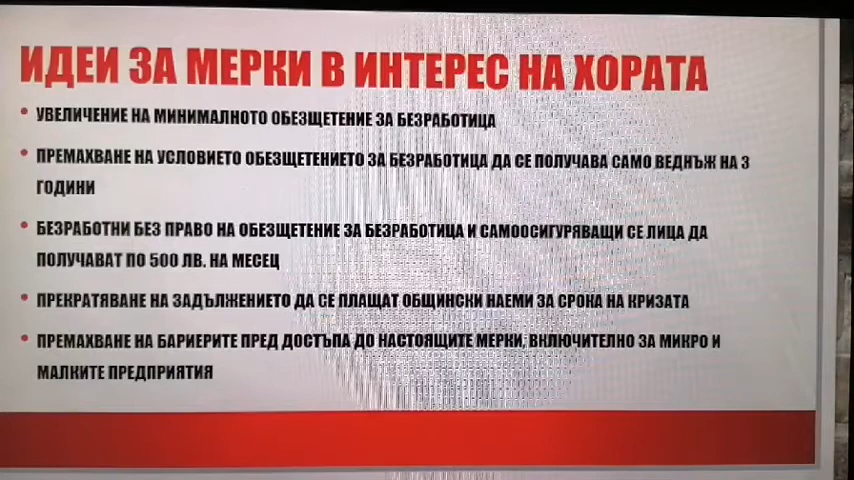 ИДЕИ ЗА МЕРКИ В ИНТЕРЕС НА ХОРАТА
• УВЕЛИЧЕНИЕ НА МИНИМАЛНОТО ОБЕЗЩЕТЕНИЕ ЗА БЕЗРАБОТИЦА
• ПРЕМАХВАНЕ НА УСЛОВИЕТО ОБЕЗЩЕТЕНИЕТО ЗА БЕЗРАБОТИЦА ДА СЕ ПОЛУЧАВА САМО ВЕДНЪЖ НА 3
ГОДИНИ
• БЕЗРАБОТНИ БЕЗ ПРАВО НА ОБЕЗЩЕТЕНИЕ ЗА БЕЗРАБОТИЦА И САМООСИГУРЯВАЩИ СЕ ЛИЦА ДА
ПОЛУЧАВАТ ПО 500 ЛВ. НА МЕСЕЦ
• ПРЕКРАТЯВАНЕ НА ЗАДЪЛЖЕНИЕТО ДА СЕ ПЛАЩАТ ОБЩИНСКИ НАЕМИ ЗА СРОКА НА КРИЗАТА
• ПРЕМАХВАНЕ НА БАРИЕРИТЕ ПРЕД ДОСТЪПА ДО НАСТОЯЩИТЕ МЕРКИ, ВКЛЮЧИТЕЛНО ЗА МИКРО И
МАЛКИТЕ ПРЕДПРИЯТИЯ